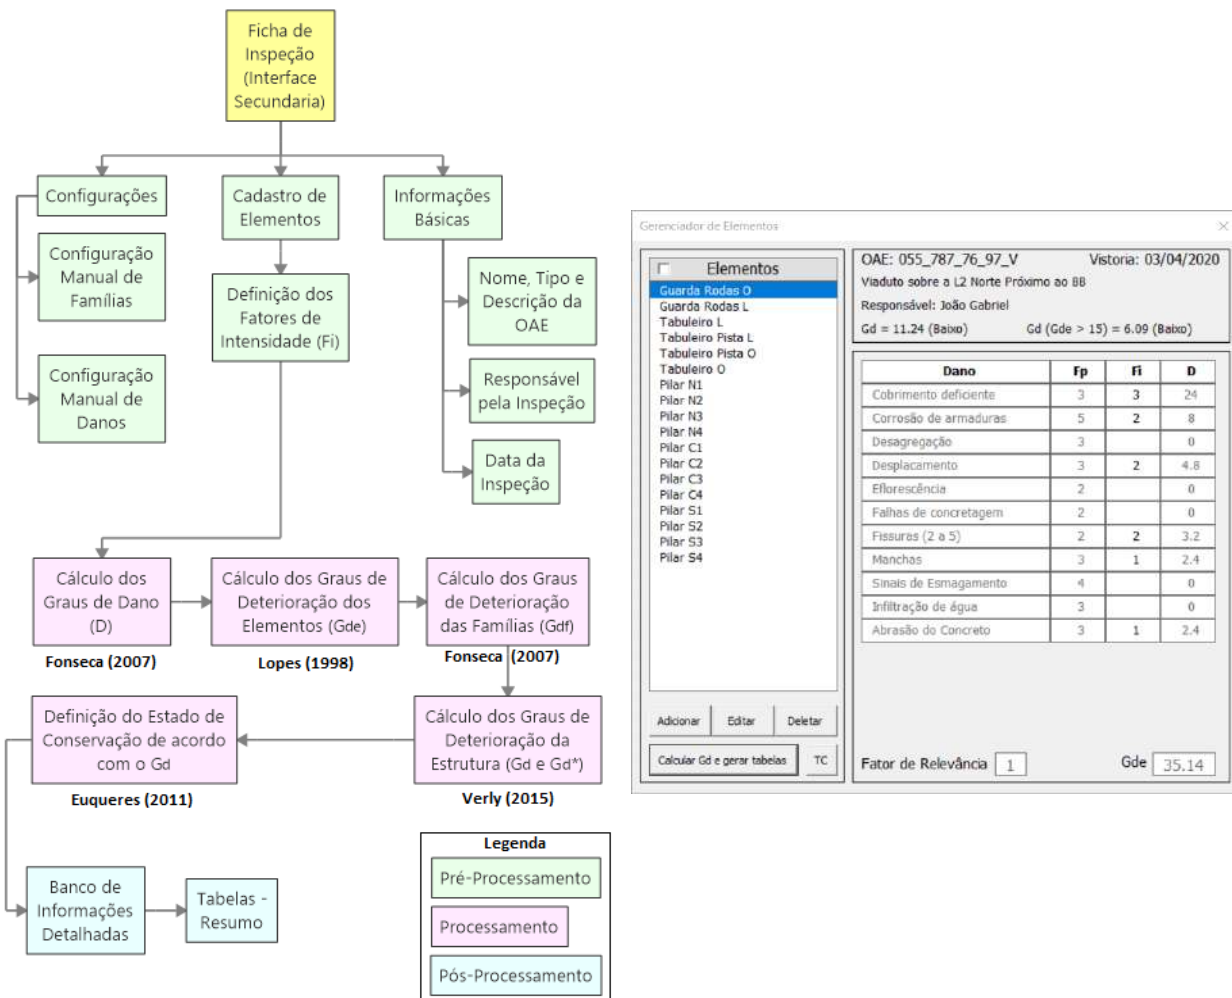 Ficha de
Inspeção
(Interface
Secundaria)
Configurações
Cadastro de
Elementos
Informações
Básicas
Configuração
Manual de
Famílias
Definição dos
Fatores de
Intensidade (Fi)
Nome, Tipo e
Descrição da
OAE
Configuração
Manual de
Danos
Responsável
pela Inspeção
Data da
Inspeção
Cálculo dos
Graus de Dano
(D)
Fonseca (2007)
Cálculo dos Graus de
Deterioração dos
Elementos (Gde)
Lopes (1998)
Cálculo dos Graus
de Deterioração
das Famílias (Gdf)
Fonseca (2007)
Definição do Estado de
Conservação de acordo
com o Gd
Euqueres (2011)
Cálculo dos Graus de
Deterioração da
Estrutura (Gd e Gd*)
Verly (2015)
Banco de
Informações
Detalhadas
Tabelas -
Resumo
Legenda
Pré-Processamento
Processamento
Pós-Processamento
Gerenciador de Elementos
Elementos
Guarda Rodas O
Guarda Rodas L
Tabuleiro L
Tabuleiro Pista L
Tabuleiro Pista O
Tabuleiro O
Pilar N1
Pilar N2
Pilar N3
Pilar N4
Pilar C1
Pilar C2
Pilar C3
Pilar C4
Pilar S1
Pilar S2
Pilar S3
Pilar S4
Adicionar Editar Deletar
Calcular Gd e gerar tabelas TC
OAE: 055_787_76_97_V Vistoria: 03/04/2020
Viaduto sobre a L2 Norte Próximo ao BB
Responsável: João Gabriel
Gd = 11.24 (Baixo) Gd (Gde > 15) = 6.09 (Baixo)
Dano Fp Fi D
Cobrimento deficiente 3 3 24
Corrosão de armaduras 5 2 8
Desagregação 3 0
Desplacamento 3 2 4.8
Eflorescência 2 0
Falhas de concretagem 2 0
Fissuras (2 a 5) 2 2 3.2
Manchas 3 1 2.4
Sinais de Esmagamento 4 0
Infiltração de água 3 0
Abrasão do Concreto 3 1 2.4
Fator de Relevância 1 Gde 35.14